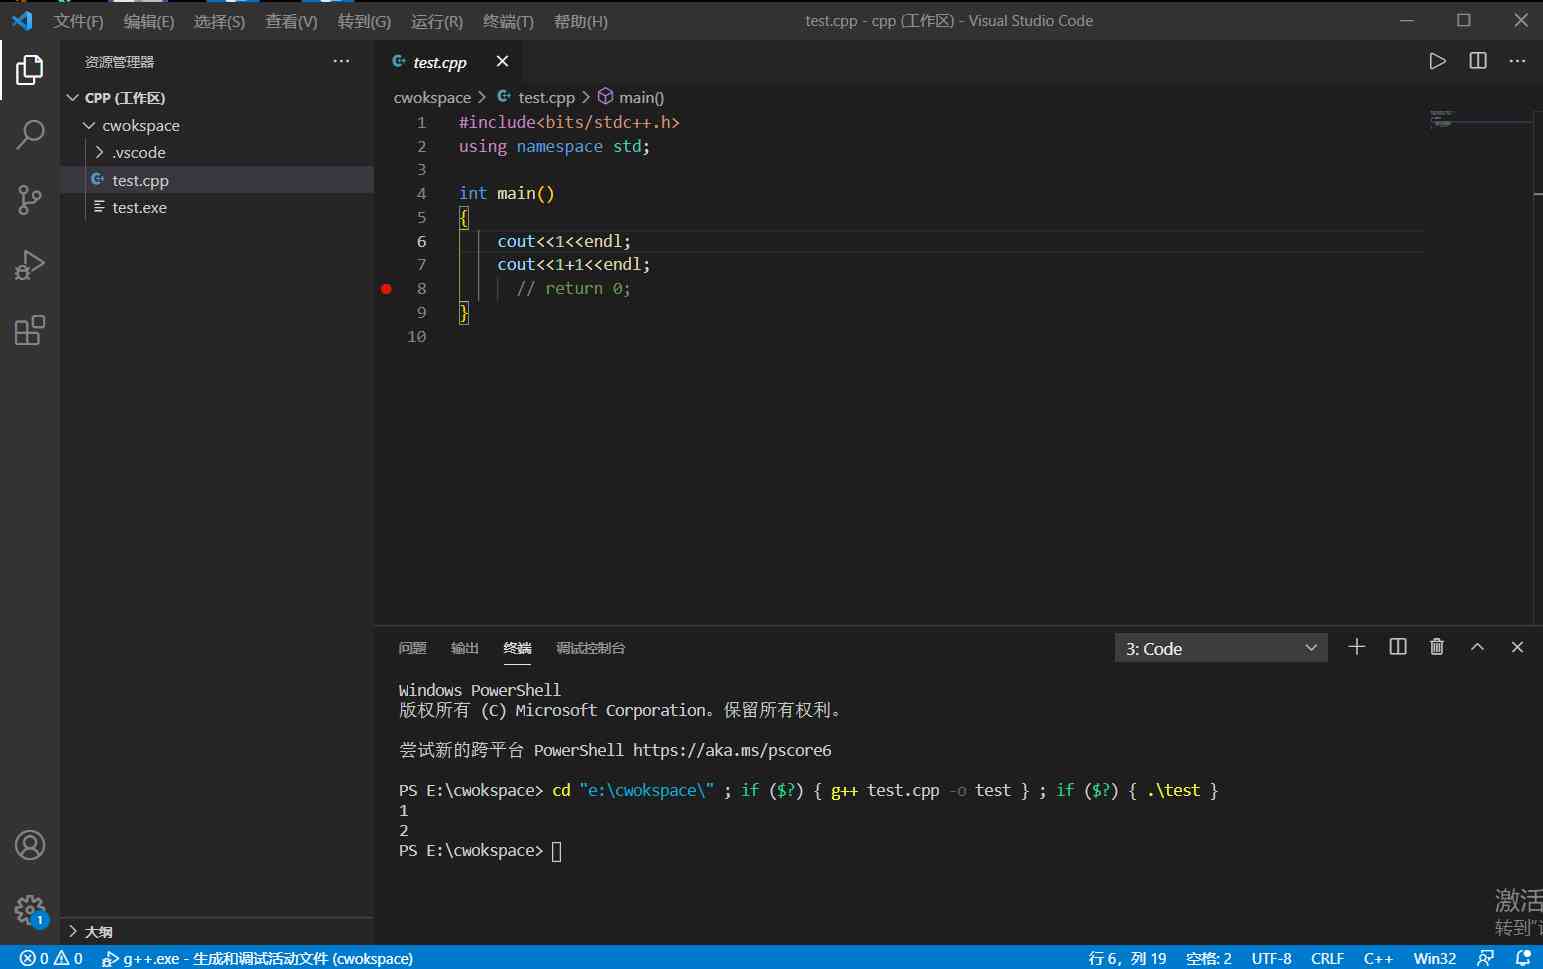 文件(F) 编辑(E) 选择(S) 查看(V) 转到(G) 运行(R) 终端(T) 帮助(H) test.cpp - cpp (工作区) - Visual Studio Code
资源管理器
CPP (工作区)
cwokspace
.vscode
test.cpp
test.exe
大纲
test.cpp
cwokspace > test.cpp > main()
1 #include<bits/stdc++.h>
2 using namespace std;
3
4 int main()
5 {
6 cout<<1<<endl;
7 cout<<1+1<<endl;
8 // return 0;
9 }
10
问题 输出 终端 调试控制台 3: Code
Windows PowerShell
版权所有 (C) Microsoft Corporation。保留所有权利。
尝试新的跨平台 PowerShell https://aka.ms/pscore6
PS E:\cwokspace> cd "e:\cwokspace\" ; if ($?) { g++ test.cpp -o test } ; if ($?) { .\test }
1
2
PS E:\cwokspace>
激活
转到"
1
0 0 g++.exe - 生成和调试活动文件 (cwokspace) 行 6，列 19 空格: 2 UTF-8 CRLF C++ Win32